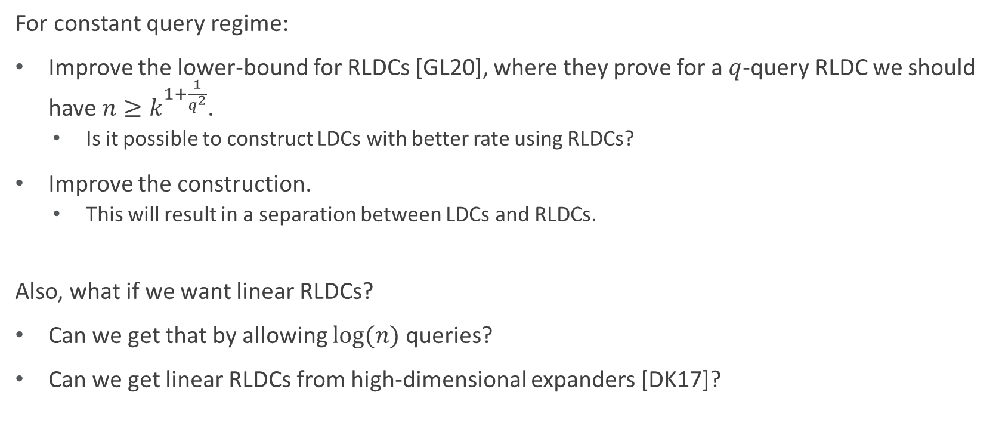 For constant query regime:
• Improve the lower-bound for RLDCs [GL20], where they prove for a q-query RLDC we should
have n ≥ k^{1+\frac{1}{q^2}}.
• Is it possible to construct LDCs with better rate using RLDCs?
• Improve the construction.
• This will result in a separation between LDCs and RLDCs.
Also, what if we want linear RLDCs?
• Can we get that by allowing log(n) queries?
• Can we get linear RLDCs from high-dimensional expanders [DK17]?